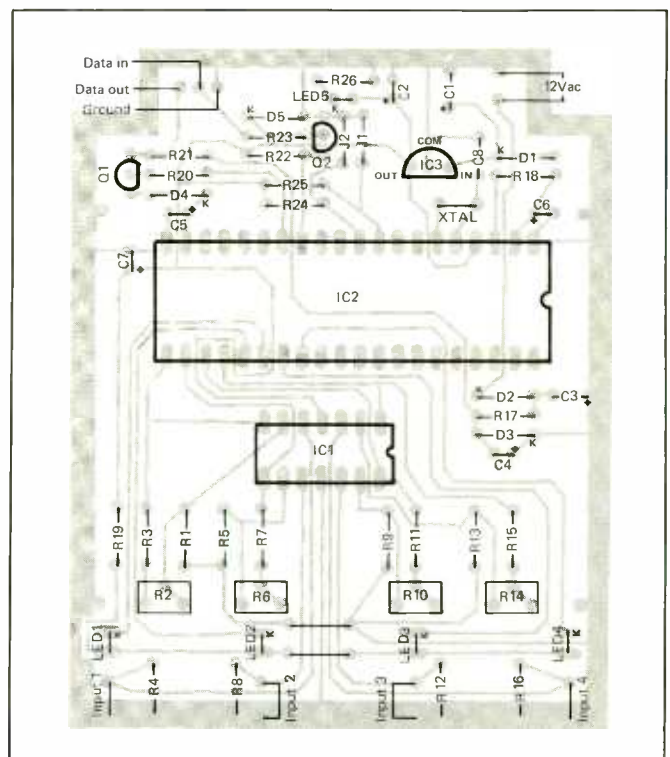 Data in
R26
C2
C1
12Vac
Data out
LED5
K
Ground
K
D5
K
R23
J2
J1
COM
C8
K
D1
Q1
R21
R22
Q2
OUT
IC3
IN
R18
R20
R25
D4
K
R24
XTAL
C6
+
C5
+
C7
+
IC2
D2
C3
+
R17
IC1
D3
K
C4
+
R19
R3
R1
R5
R7
R9
R11
R13
R15
R2
R6
R10
R14
LED1
K
LED2
K
LED3
K
LED4
K
Input 1
R4
R8
Input 2
Input 3
R12
R16
Input 4